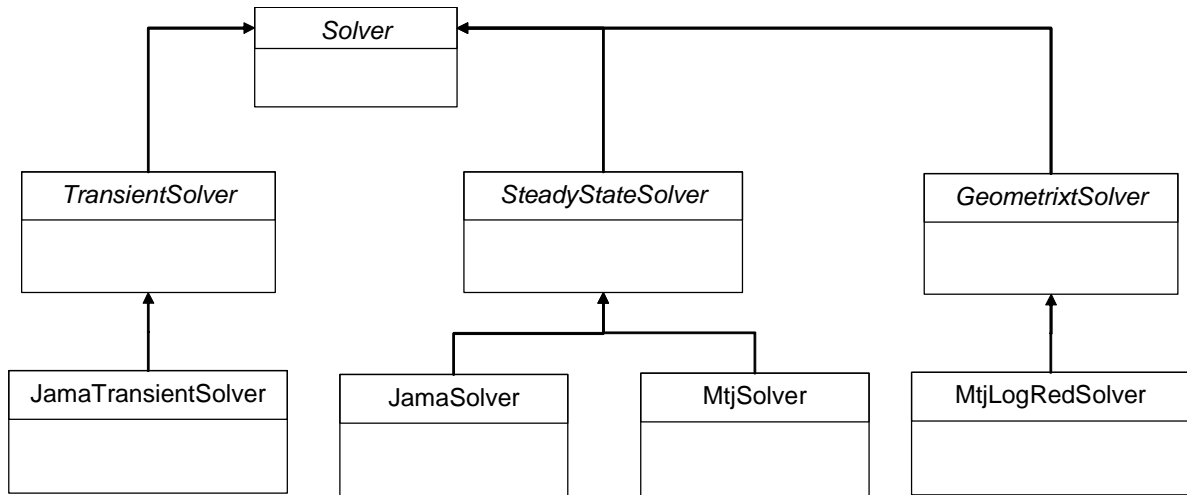 Solver
TransientSolver
SteadyStateSolver
GeometrixtSolver
JamaTransientSolver
JamaSolver
MtjSolver
MtjLogRedSolver